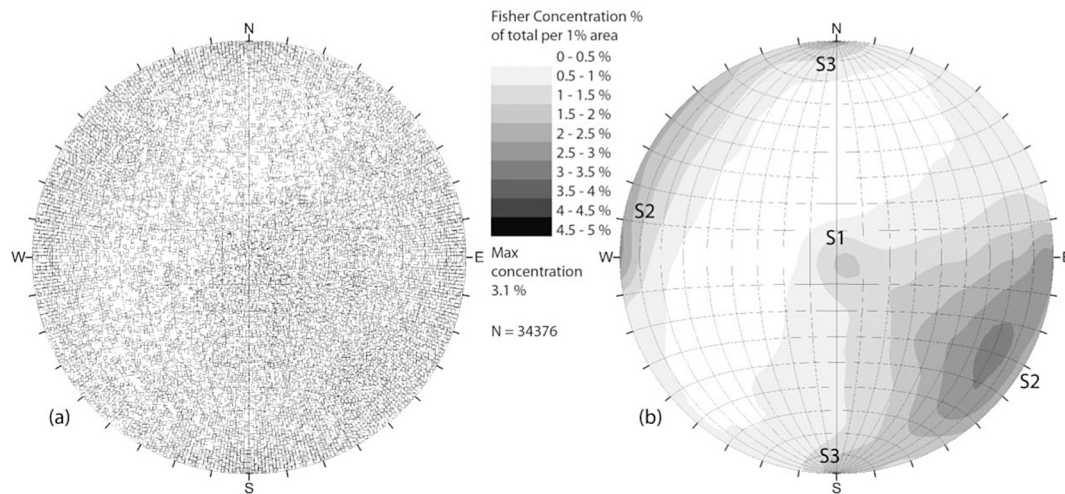 N
W
E
S
(a)
Fisher Concentration %
of total per 1% area
0 - 0.5 %
0.5 - 1 %
1 - 1.5 %
1.5 - 2 %
2 - 2.5 %
2.5 - 3 %
3 - 3.5 %
3.5 - 4 %
4 - 4.5 %
4.5 - 5 %
Max
concentration
3.1 %
N = 34376
N
S3
S2
S1
W
E
S2
(b)
S3
S